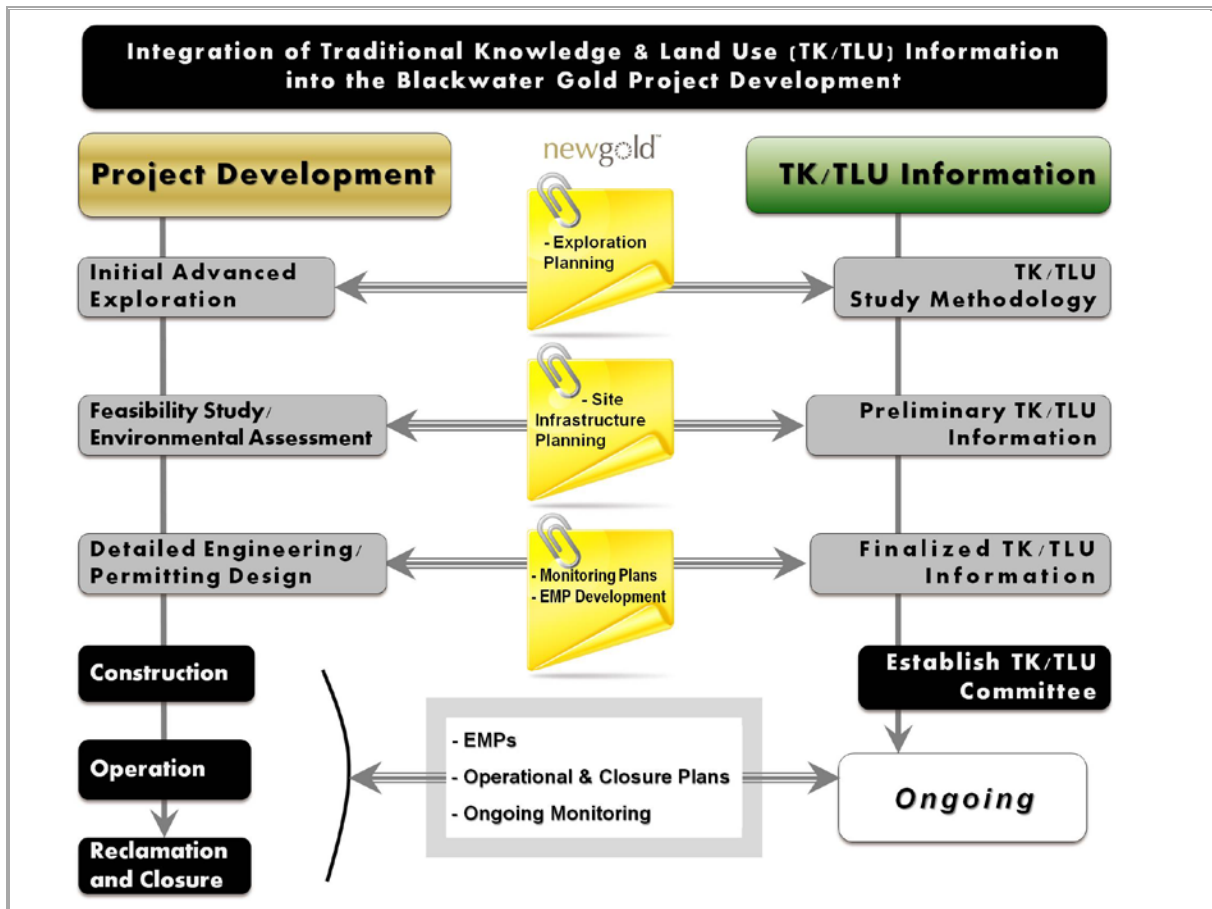 Integration of Traditional Knowledge & Land Use (TK/TLU) Information
into the Blackwater Gold Project Development
newgold™
Project Development
TK/TLU Information
Initial Advanced
Exploration
- Exploration
Planning
TK/TLU
Study Methodology
Feasibility Study/
Environmental Assessment
- Site
Infrastructure
Planning
Preliminary TK/TLU
Information
Detailed Engineering/
Permitting Design
- Monitoring Plans
- EMP Development
Finalized TK/TLU
Information
Construction
Establish TK/TLU
Committee
Operation
Reclamation
and Closure
- EMPs
- Operational & Closure Plans
- Ongoing Monitoring
Ongoing